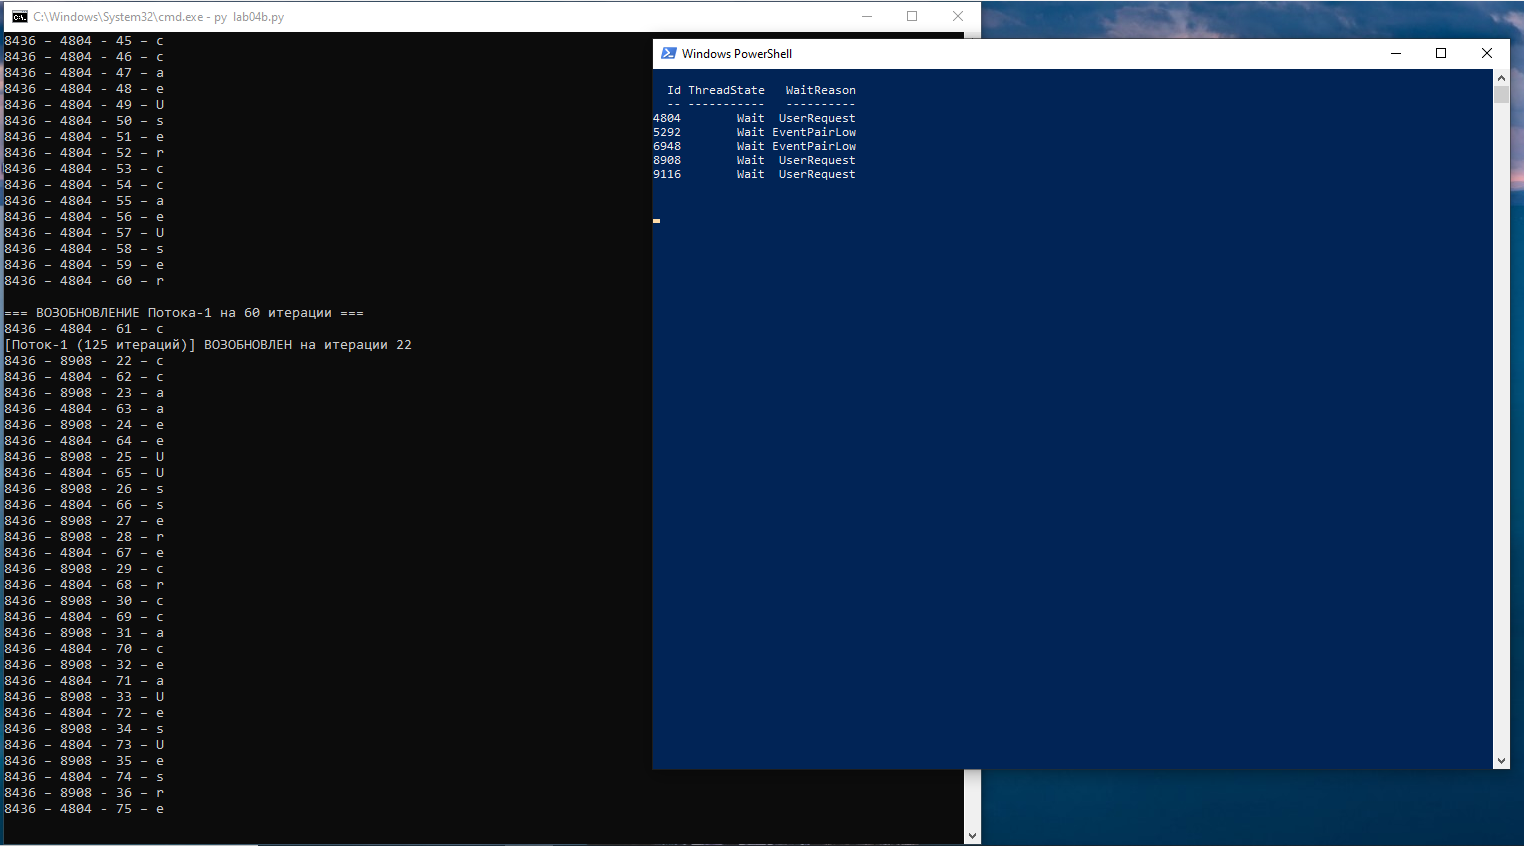 C:\Windows\System32\cmd.exe - py  lab04b.py
8436 – 4804 - 45 – c
8436 – 4804 - 46 – c
8436 – 4804 - 47 – a
8436 – 4804 - 48 – e
8436 – 4804 - 49 – U
8436 – 4804 - 50 – s
8436 – 4804 - 51 – e
8436 – 4804 - 52 – r
8436 – 4804 - 53 – c
8436 – 4804 - 54 – c
8436 – 4804 - 55 – a
8436 – 4804 - 56 – e
8436 – 4804 - 57 – U
8436 – 4804 - 58 – s
8436 – 4804 - 59 – e
8436 – 4804 - 60 – r
=== ВОЗОБНОВЛЕНИЕ Потока-1 на 60 итерации ===
8436 – 4804 - 61 – c
[Поток-1 (125 итераций)] ВОЗОБНОВЛЕН на итерации 22
8436 – 8908 - 22 – c
8436 – 4804 - 62 – c
8436 – 8908 - 23 – a
8436 – 4804 - 63 – a
8436 – 8908 - 24 – e
8436 – 4804 - 64 – e
8436 – 8908 - 25 – U
8436 – 4804 - 65 – U
8436 – 8908 - 26 – s
8436 – 4804 - 66 – s
8436 – 8908 - 27 – e
8436 – 8908 - 28 – r
8436 – 4804 - 67 – e
8436 – 8908 - 29 – c
8436 – 4804 - 68 – r
8436 – 8908 - 30 – c
8436 – 4804 - 69 – c
8436 – 8908 - 31 – a
8436 – 4804 - 70 – c
8436 – 8908 - 32 – e
8436 – 4804 - 71 – a
8436 – 8908 - 33 – U
8436 – 4804 - 72 – e
8436 – 8908 - 34 – s
8436 – 4804 - 73 – U
8436 – 8908 - 35 – e
8436 – 4804 - 74 – s
8436 – 8908 - 36 – r
8436 – 4804 - 75 – e
Windows PowerShell
Id ThreadState   WaitReason
-- -----------   ----------
4804        Wait  UserRequest
5292        Wait EventPairLow
6948        Wait EventPairLow
8908        Wait  UserRequest
9116        Wait  UserRequest